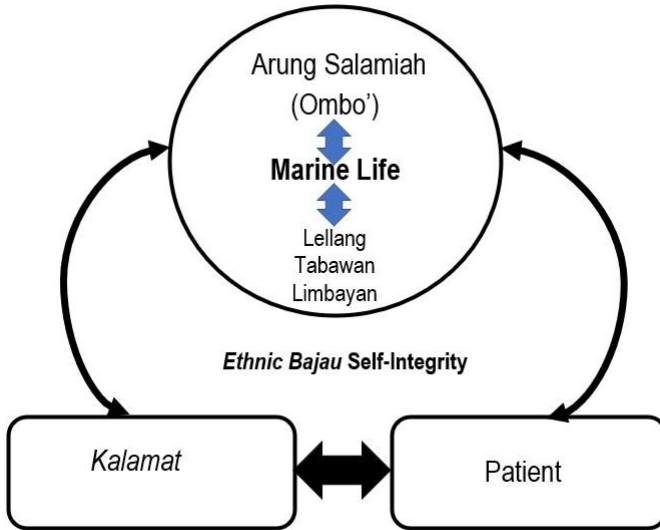 Arung Salamiah
(Ombo’)
Marine Life
Lellang
Tabawan
Limbayan
Ethnic Bajau Self-Integrity
Kalamat
Patient